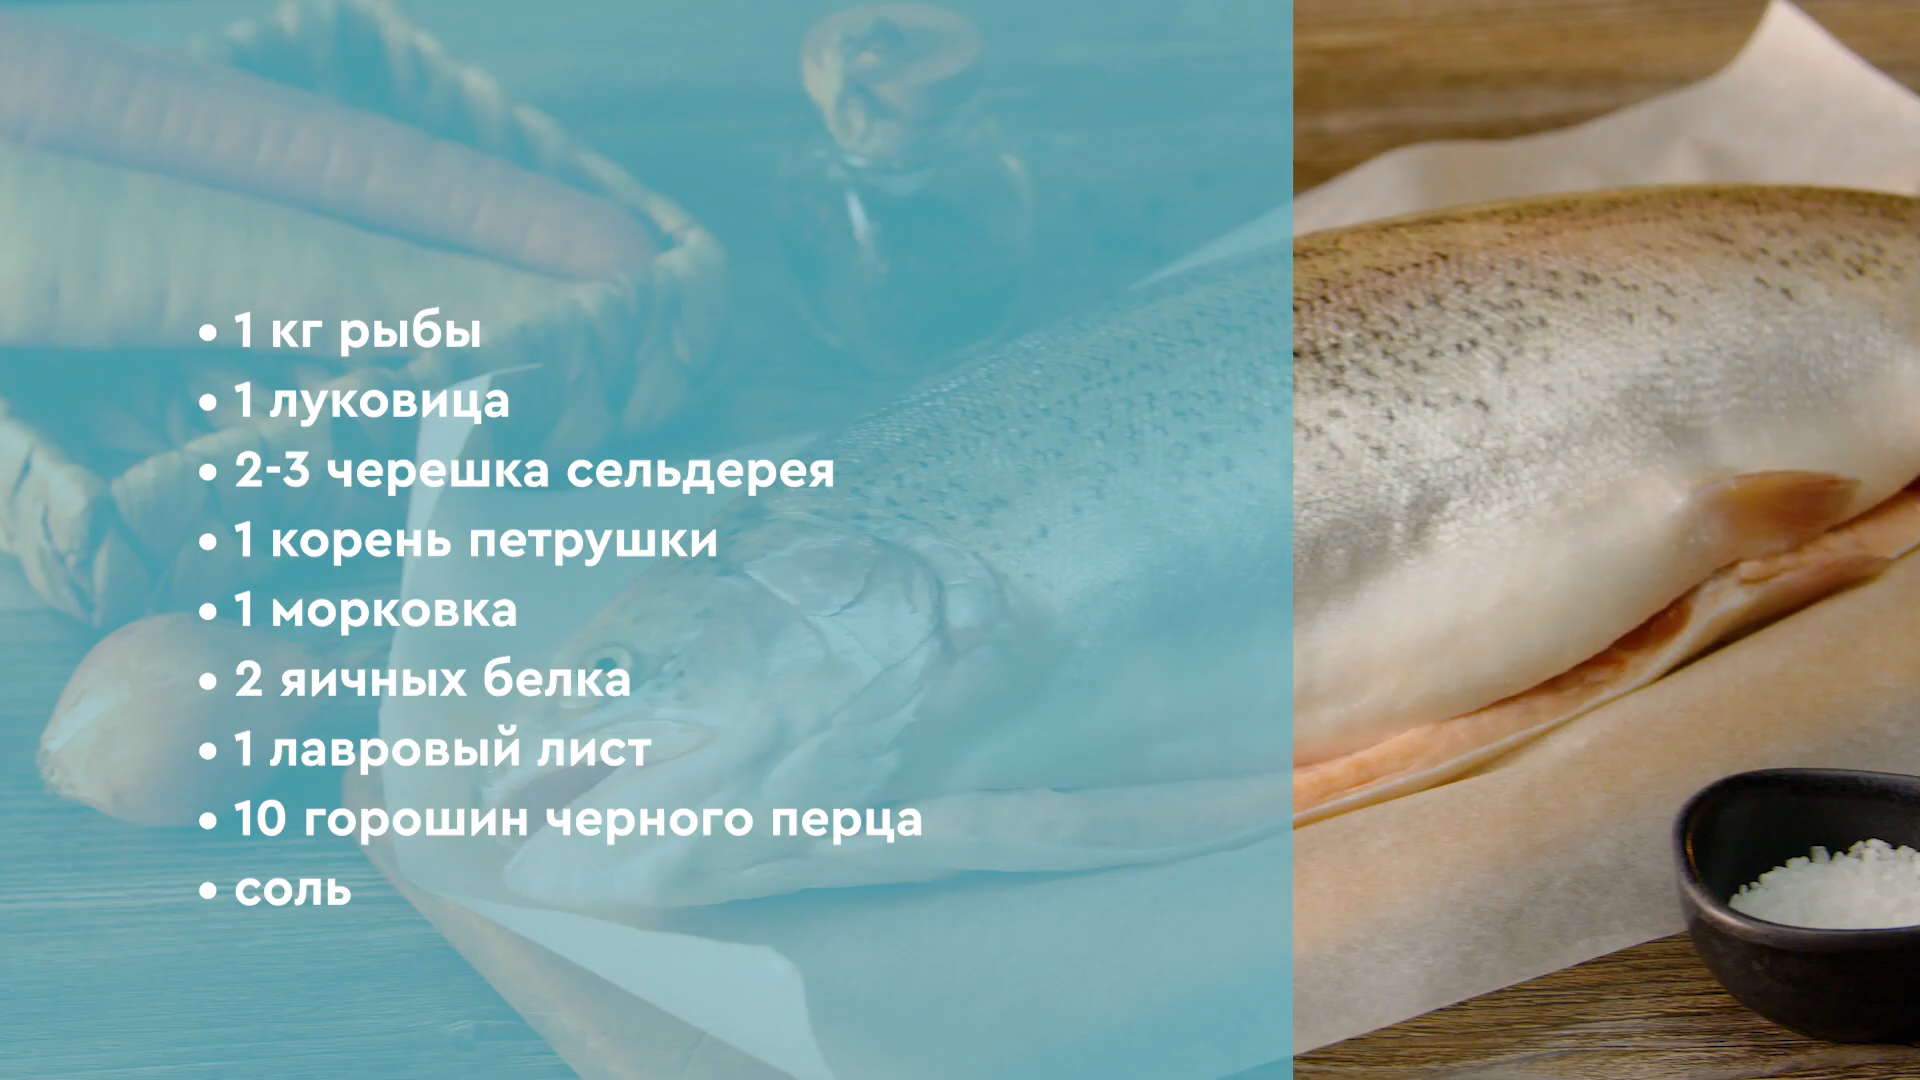 • 1 кг рыбы
• 1 луковица
• 2-3 черешка сельдерея
• 1 корень петрушки
• 1 морковка
• 2 яичных белка
• 1 лавровый лист
• 10 горошин черного перца
• соль